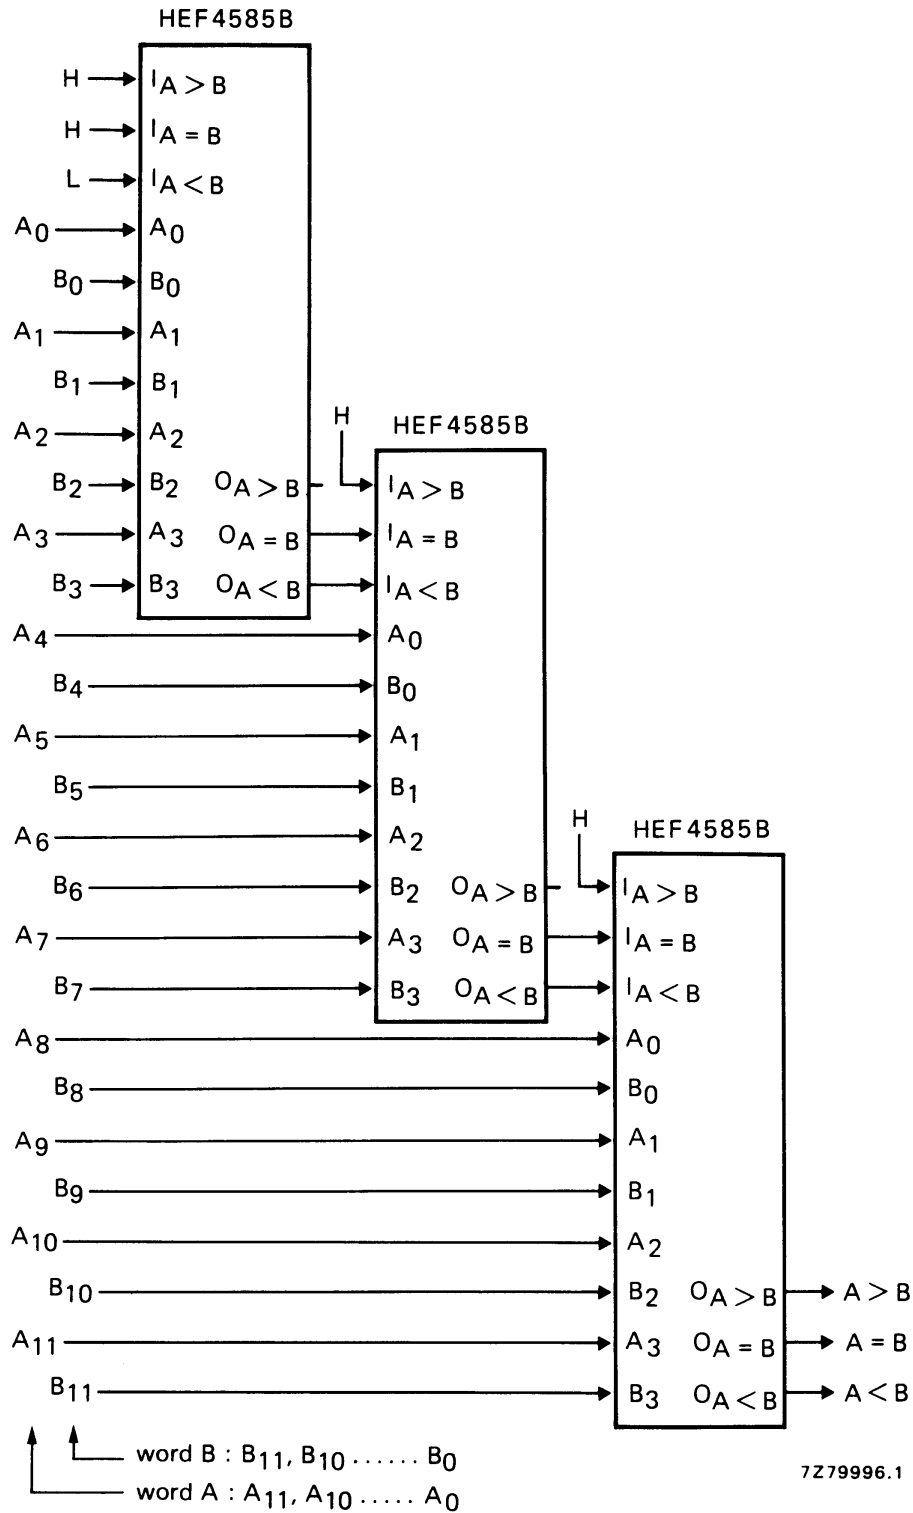 HEF4585B
H I A > B
H I A = B
L I A < B
A0 A0
B0 B0
A1 A1
B1 B1
A2 A2
B2 B2 O A > B
A3 A3 O A = B
B3 B3 O A < B
H HEF4585B
I A > B
I A = B
I A < B
A4 A0
B4 B0
A5 A1
B5 B1
A6 A2
B6 B2 O A > B
A7 A3 O A = B
B7 B3 O A < B
H HEF4585B
I A > B
I A = B
I A < B
A8 A0
B8 B0
A9 A1
B9 B1
A10 A2
B10 B2 O A > B A > B
A11 A3 O A = B A = B
B11 B3 O A < B A < B
word B : B11, B10 ...... B0
word A : A11, A10 ..... A0
7Z79996.1